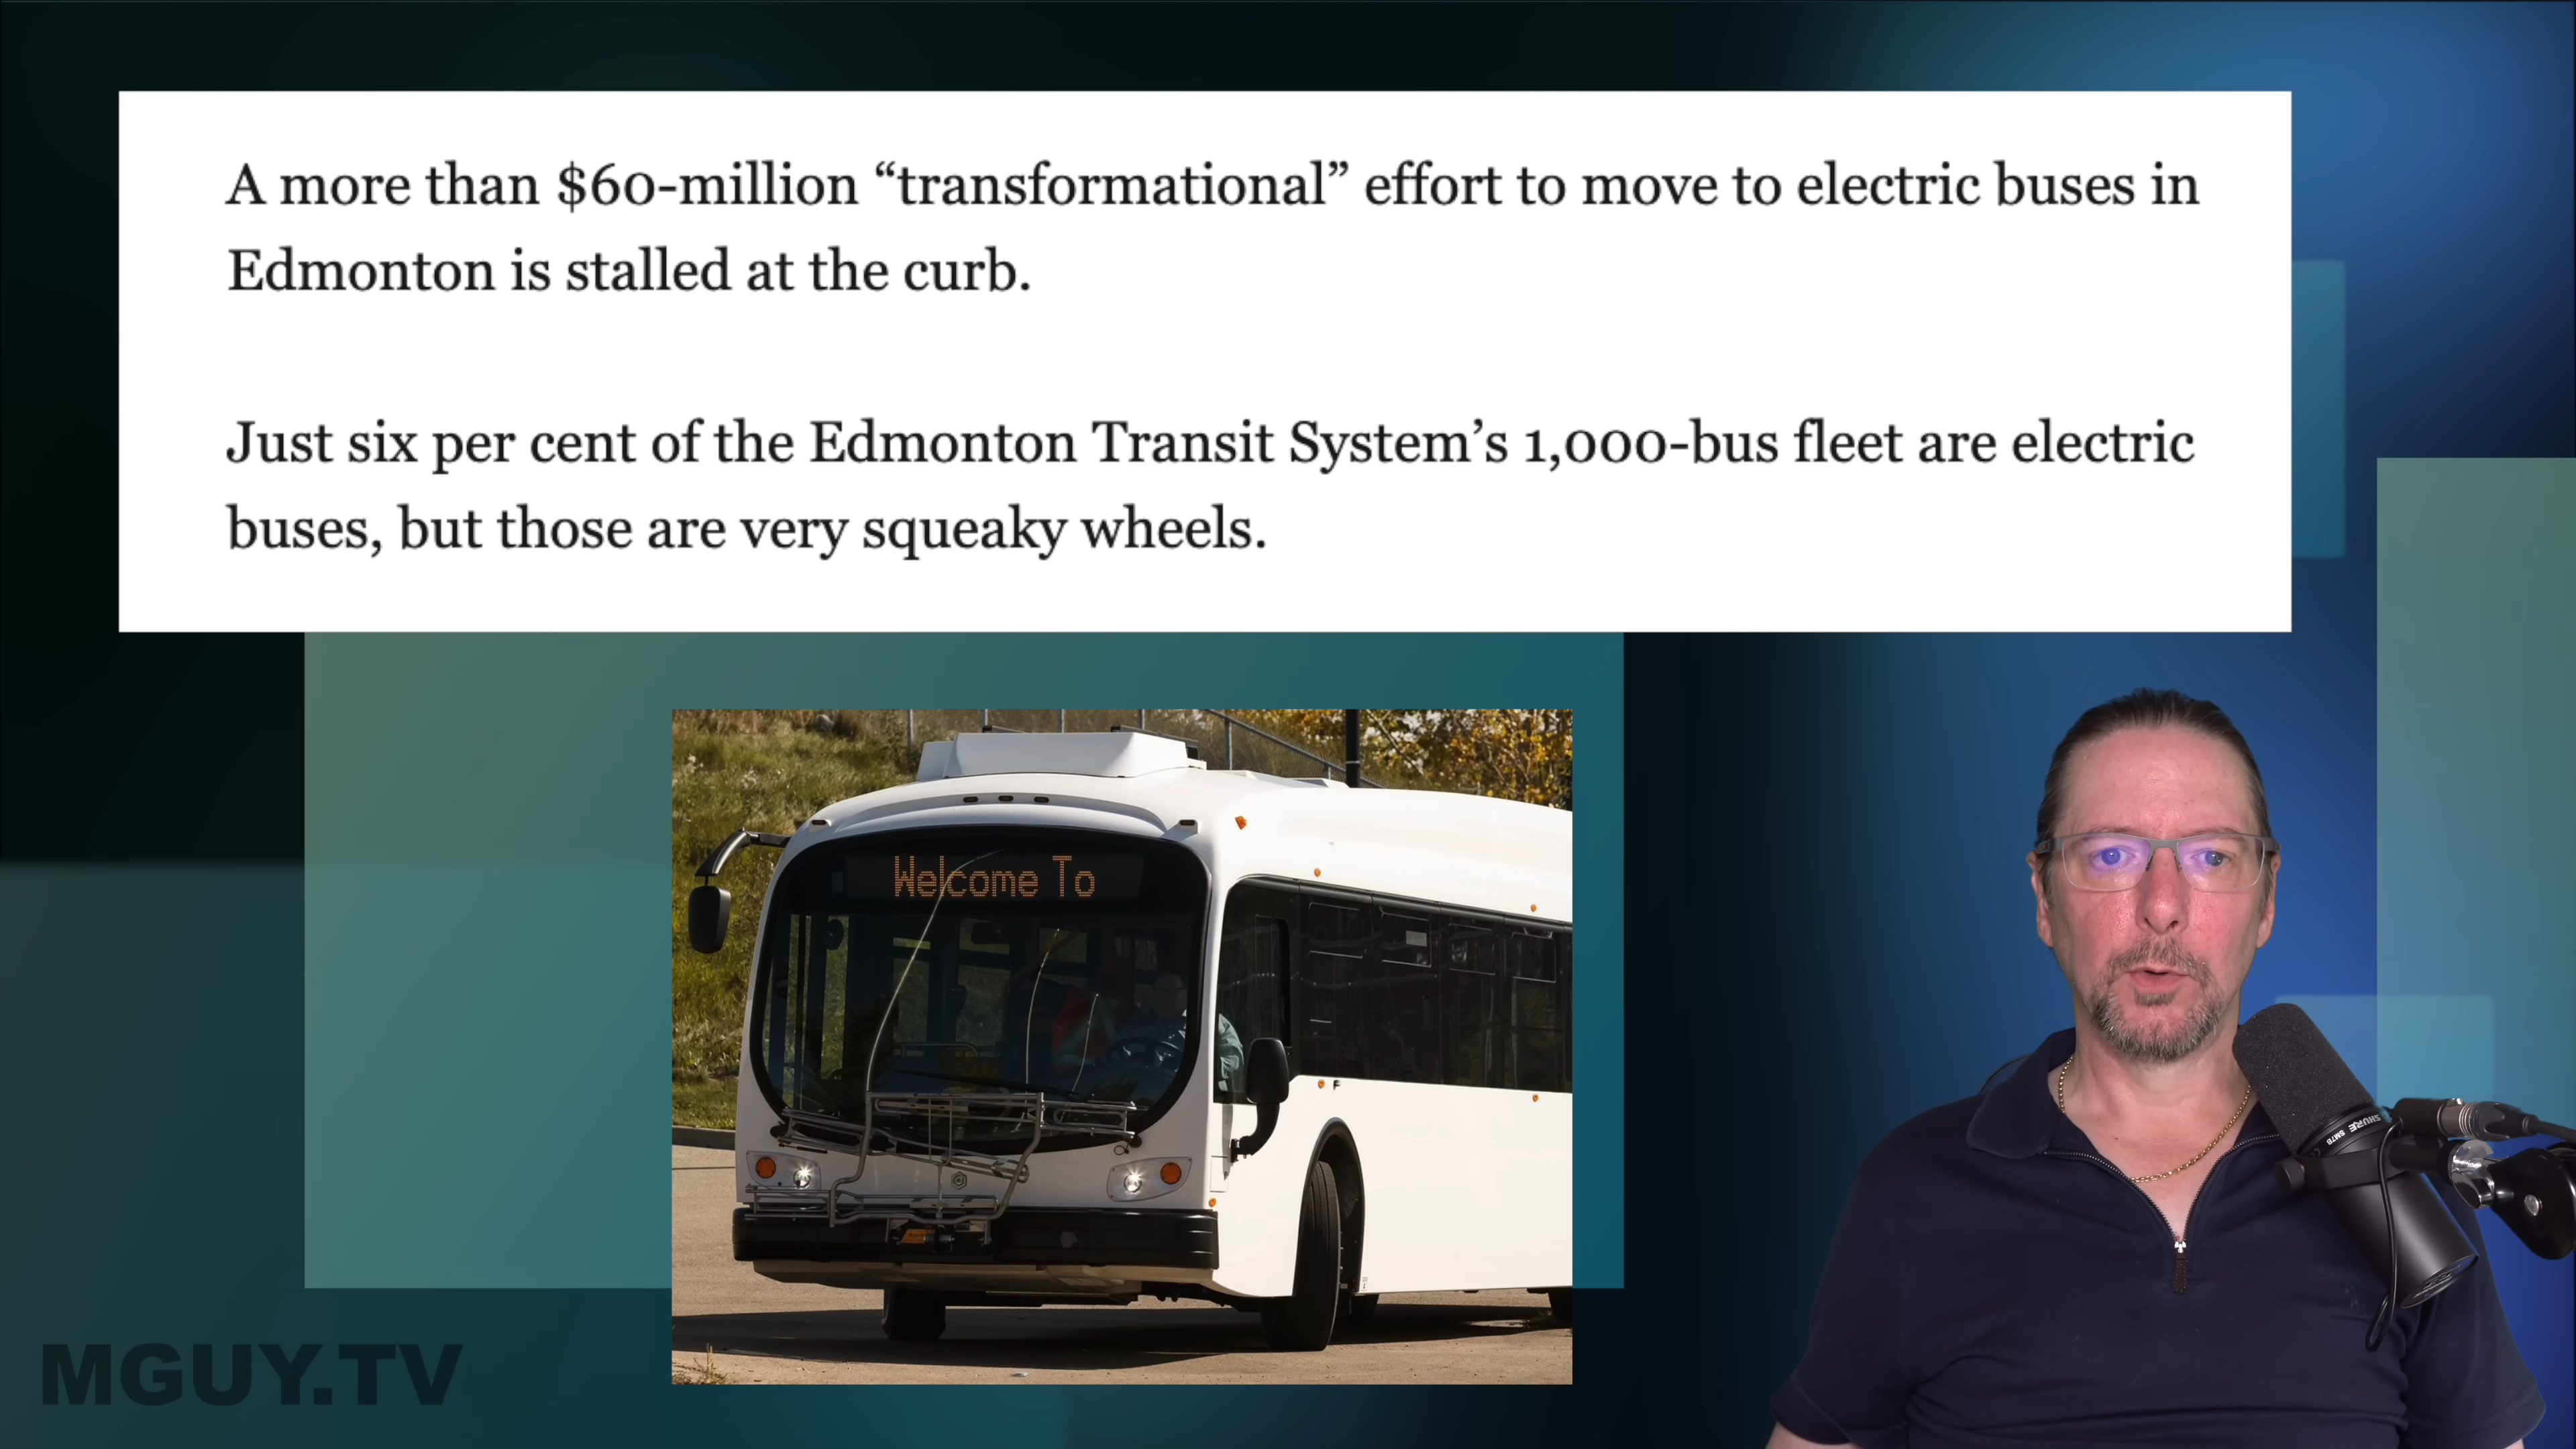 A more than $60-million “transformational” effort to move to electric buses in
Edmonton is stalled at the curb.
Just six per cent of the Edmonton Transit System’s 1,000-bus fleet are electric
buses, but those are very squeaky wheels.
Welcome To
SHURE SM7B
MGUY.TV